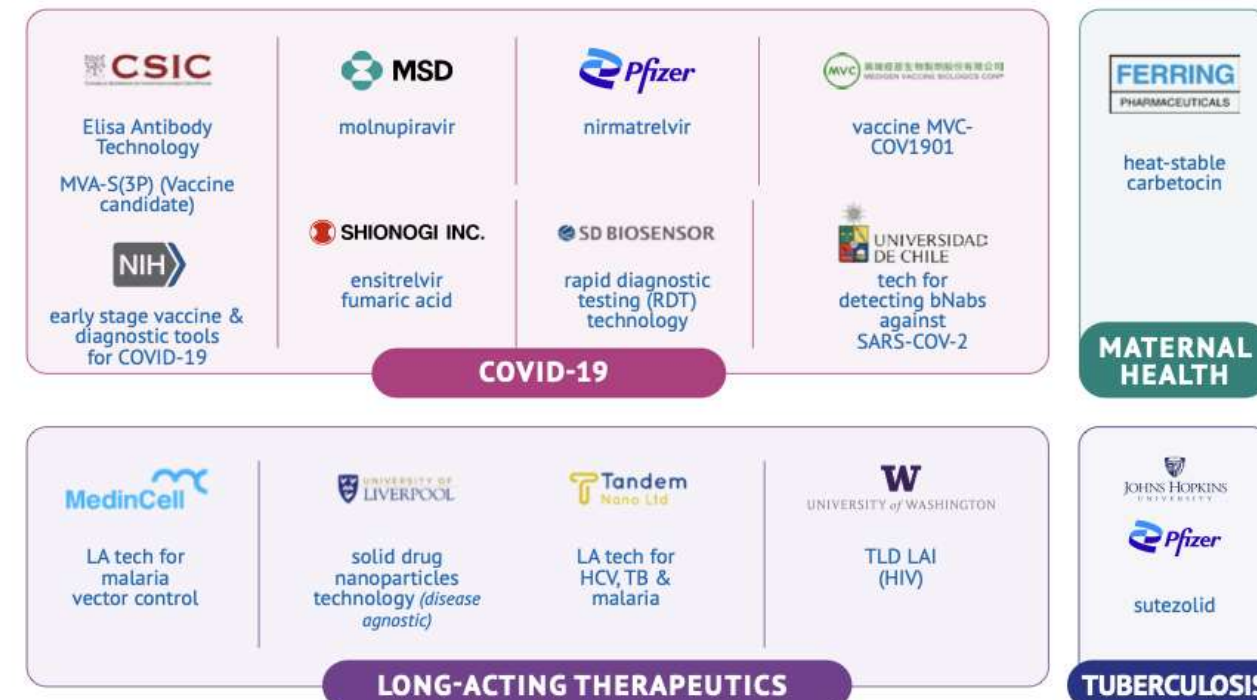 CSIC
Elisa Antibody
Technology
MVA-S(3P) (Vaccine
candidate)
NIH
early stage vaccine &
diagnostic tools
for COVID-19
MSD
molnupiravir
SHIONOGI INC.
ensitrelvir
fumaric acid
Pfizer
nirmatrelvir
SD BIOSENSOR
rapid diagnostic
testing (RDT)
technology
MVC
MEDIGEN VACCINE BIOLOGICS CORP
vaccine MVC-
COV1901
UNIVERSIDAD
DE CHILE
tech for
detecting bNabs
against
SARS-COV-2
COVID-19
FERRING
PHARMACEUTICALS
heat-stable
carbetocin
MATERNAL
HEALTH
MedinCell
LA tech for
malaria
vector control
UNIVERSITY OF
LIVERPOOL
solid drug
nanoparticles
technology (disease
agnostic)
Tandem
Nano Ltd
LA tech for
HCV, TB &
malaria
W
UNIVERSITY of WASHINGTON
TLD LAI
(HIV)
LONG-ACTING THERAPEUTICS
JOHNS HOPKINS
UNIVERSITY
Pfizer
sutezolid
TUBERCULOSIS